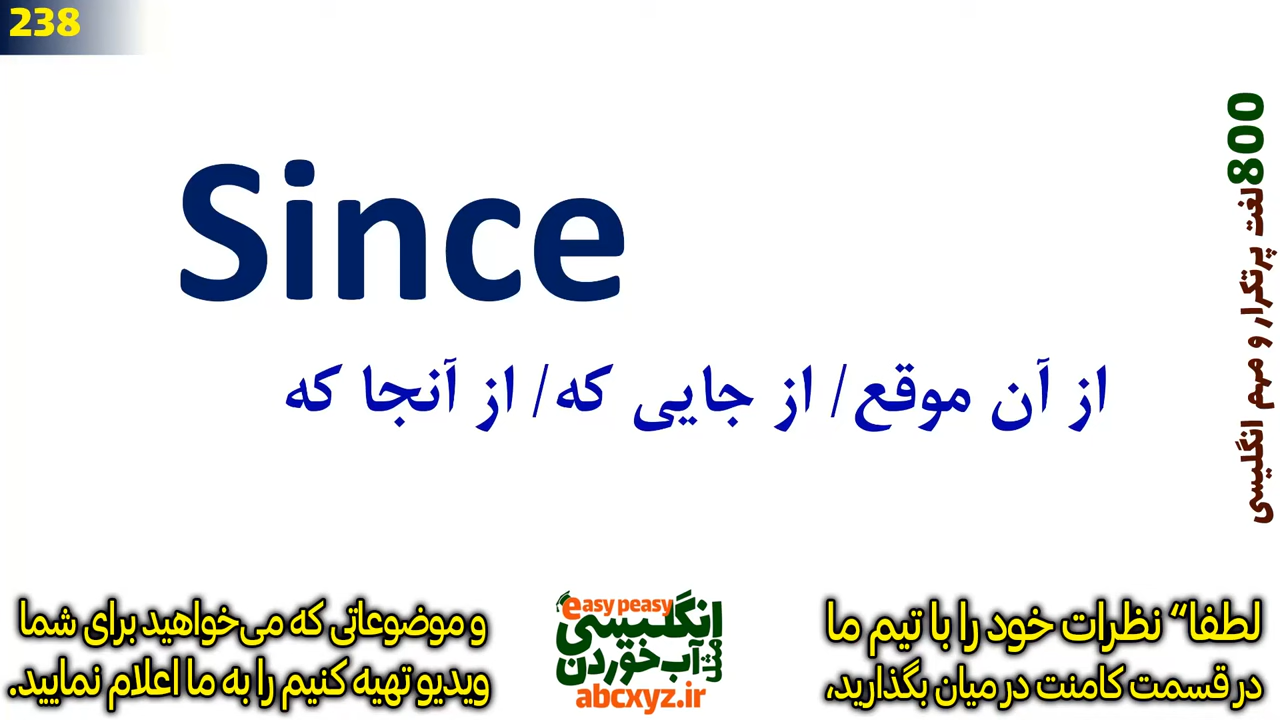 238
Since
از آن موقع/ از جایی که/ از آنجا که
800 لغت پرتکرار و مهم انگلیسی
لطفا“ نظرات خود را با تیم ما
در قسمت کامنت در میان بگذارید،
و موضوعاتی که می‌خواهید برای شما
ویدیو تهیه کنیم را به ما اعلام نمایید.
easy peasy
انگلیسی
مثل آب خوردن
abcxyz.ir